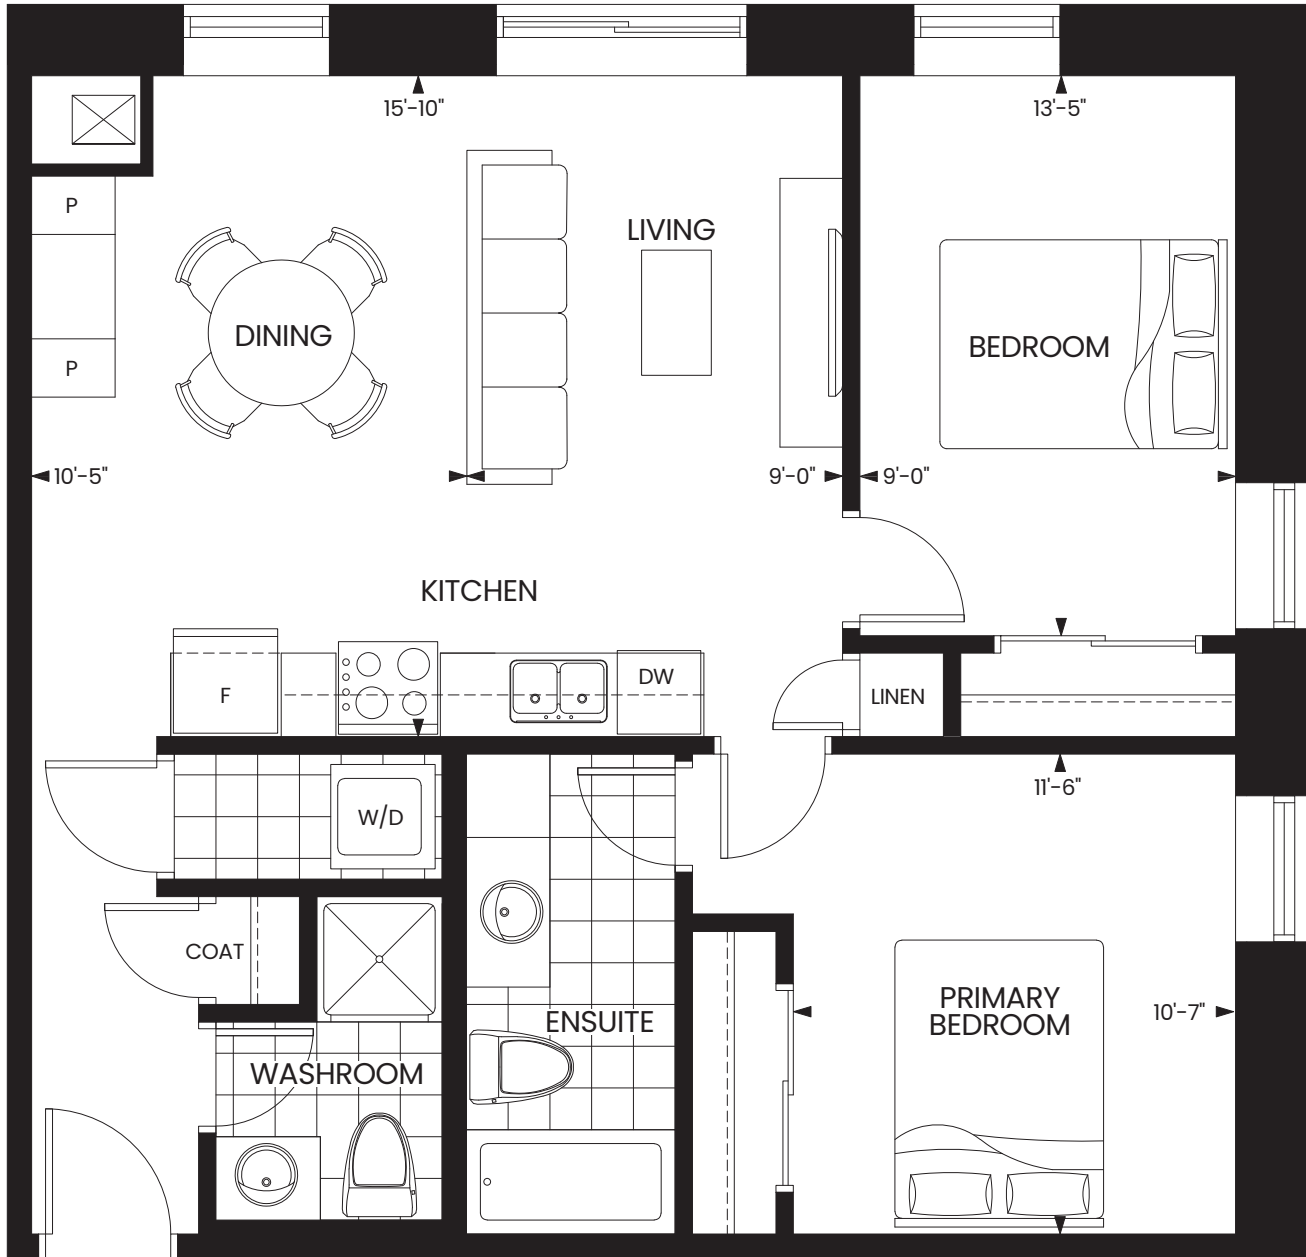 15'-10"
13'-5"
P
LIVING
DINING
BEDROOM
P
10'-5"
9'-0"
9'-0"
KITCHEN
F
DW
LINEN
11'-6"
W/D
COAT
PRIMARY
BEDROOM
10'-7"
ENSUITE
WASHROOM